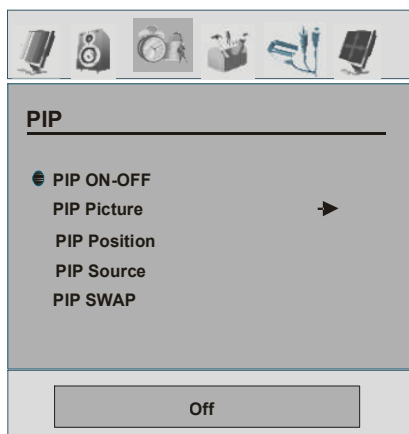 PIP
PIP ON-OFF
PIP Picture
PIP Position
PIP Source
PIP SWAP
Off